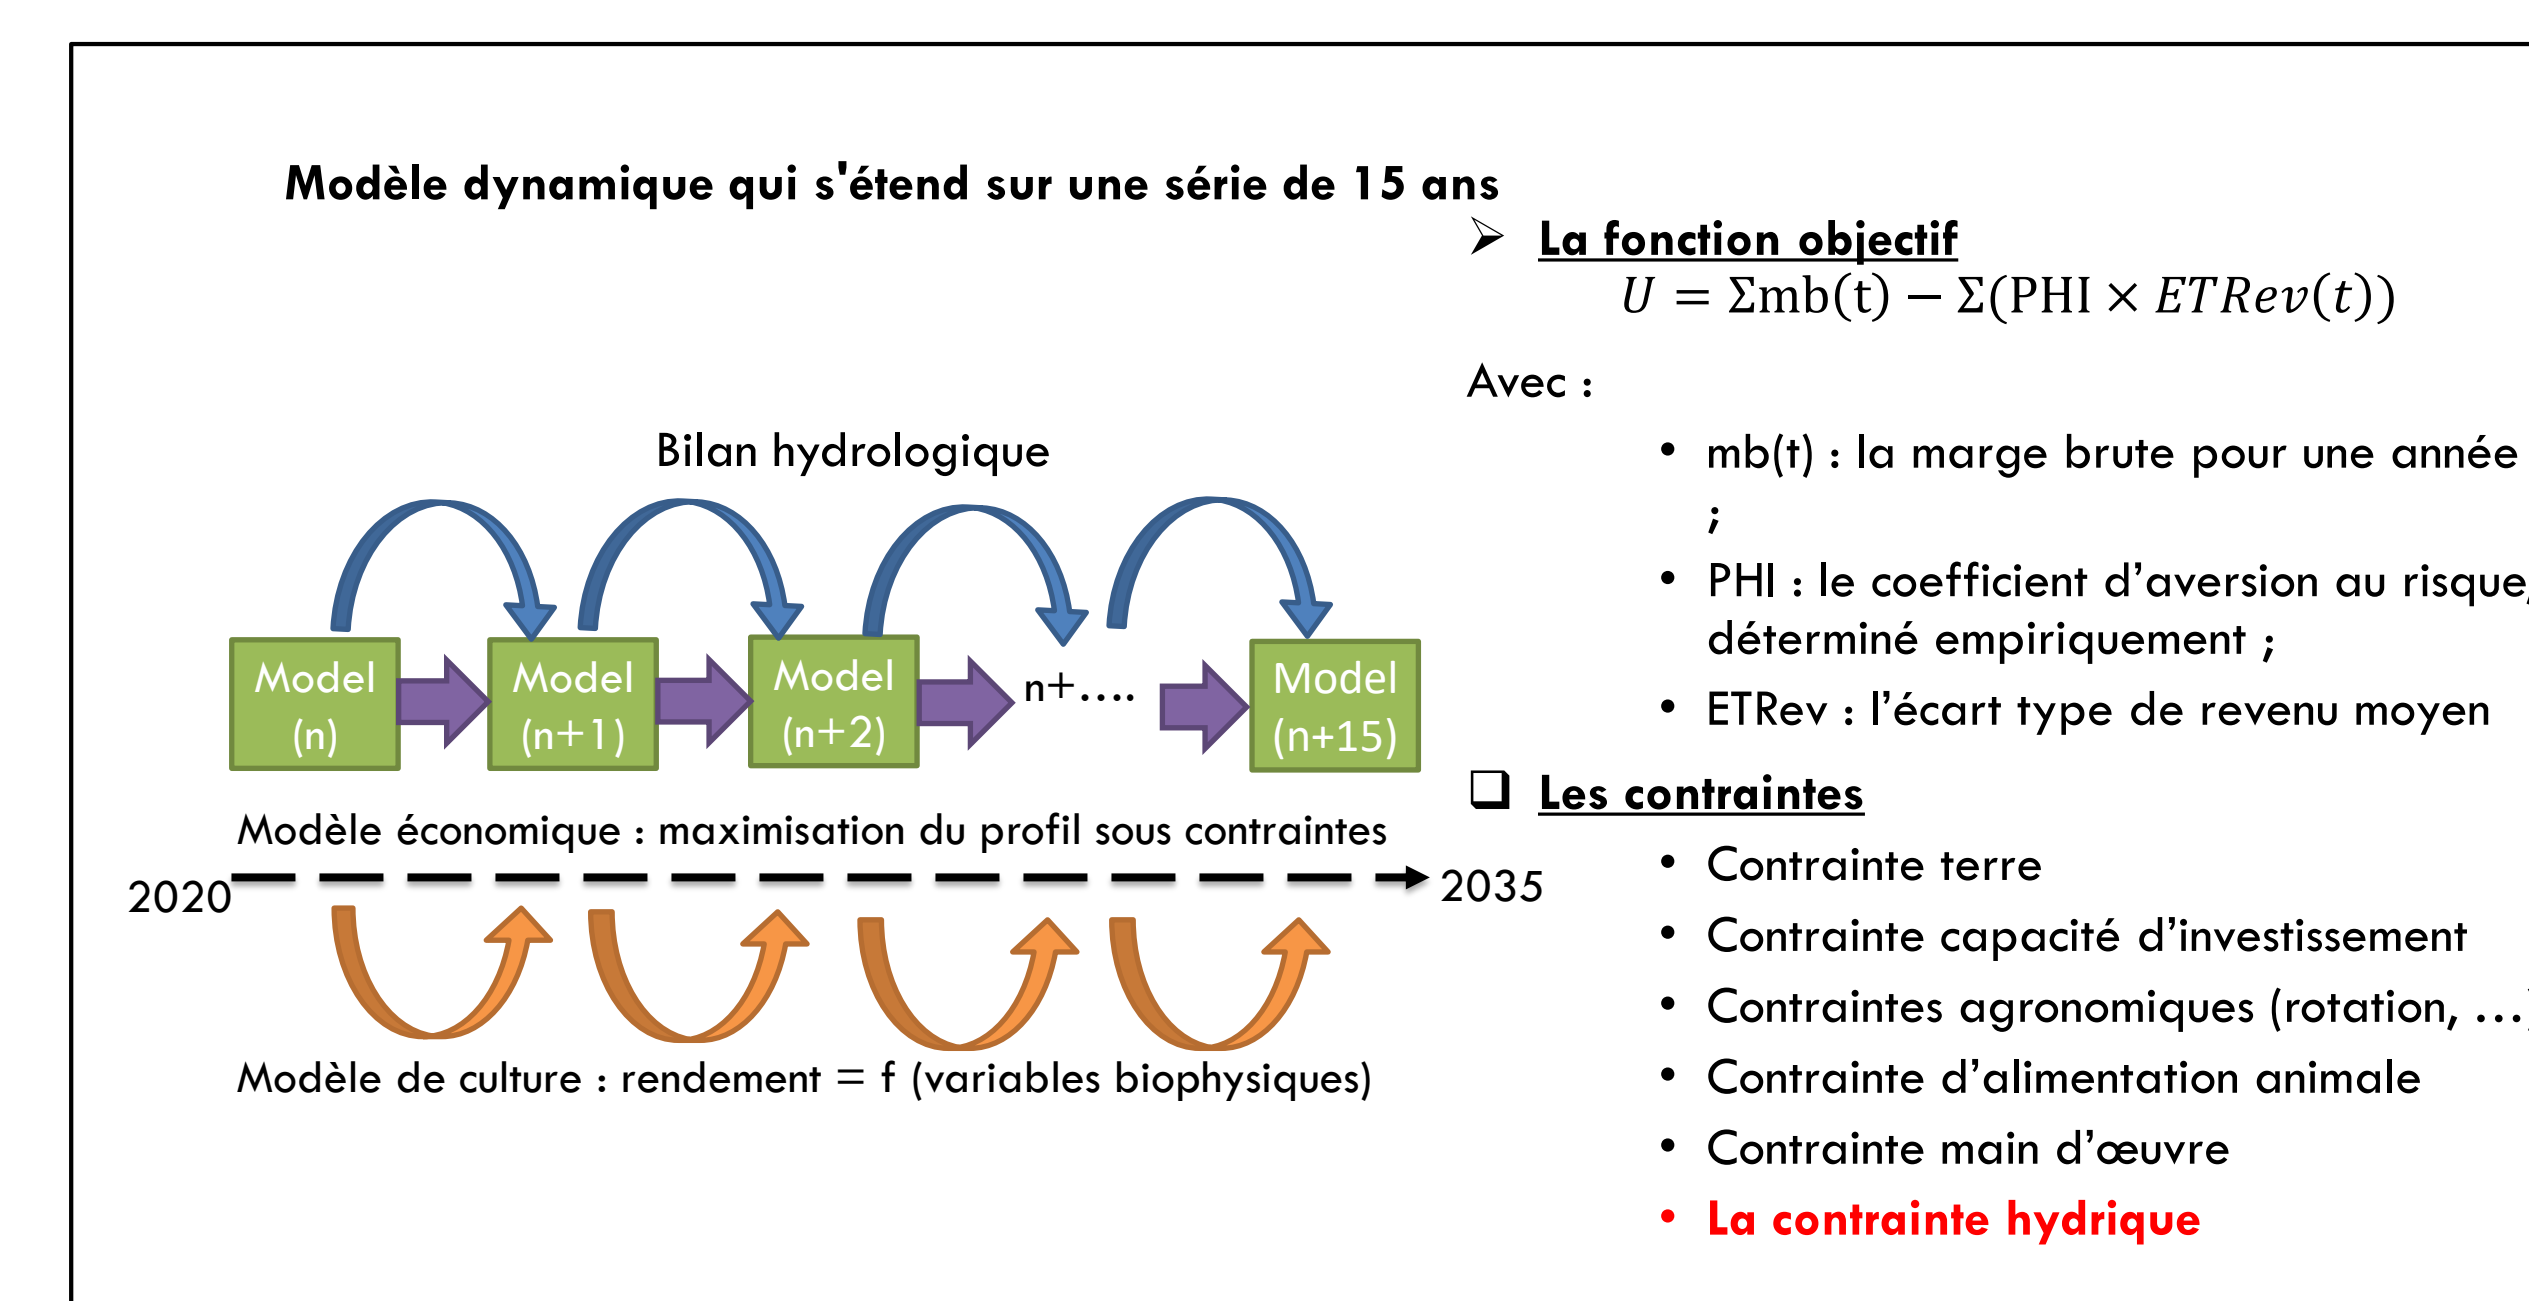 Modèle dynamique qui s'étend sur une série de 15 ans
Bilan hydrologique
Model
(n)
Model
(n+1)
Model
(n+2)
n+....
Model
(n+15)
Modèle économique : maximisation du profil sous contraintes
2020
2035
Modèle de culture : rendement = f (variables biophysiques)
➢ La fonction objectif
𝑈 = Σmb(t) − Σ(PHI × 𝐸𝑇𝑅𝑒𝑣(𝑡))
Avec :
• mb(t) : la marge brute pour une année
;
• PHI : le coefficient d’aversion au risque,
déterminé empiriquement ;
• ETRev : l’écart type de revenu moyen
❑ Les contraintes
• Contrainte terre
• Contrainte capacité d’investissement
• Contraintes agronomiques (rotation, …)
• Contrainte d’alimentation animale
• Contrainte main d’œuvre
• La contrainte hydrique